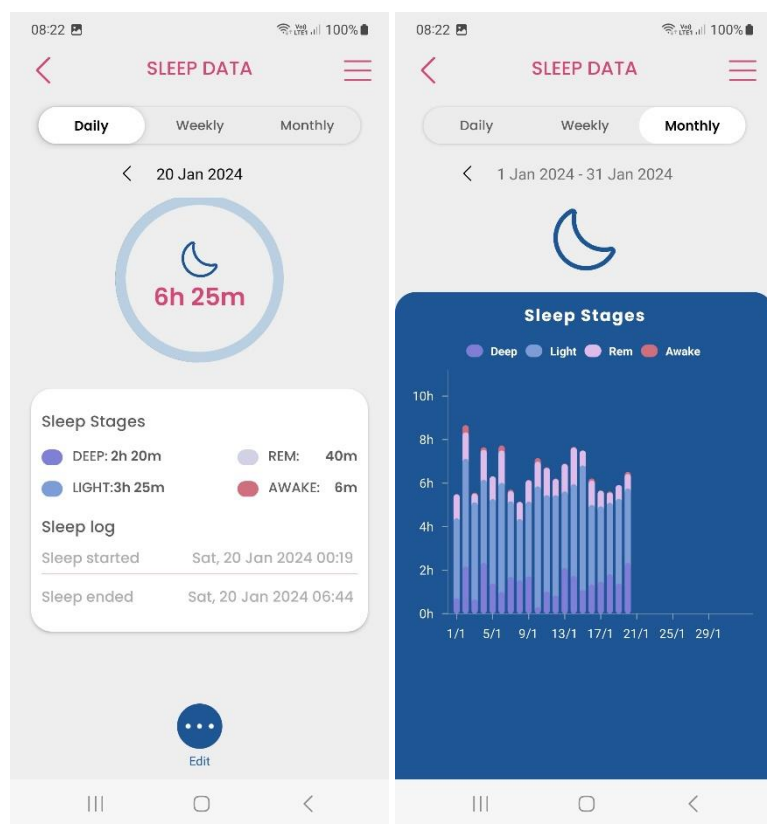 08:22 100%
SLEEP DATA
Daily Weekly Monthly
20 Jan 2024
6h 25m
Sleep Stages
DEEP: 2h 20m REM: 40m
LIGHT:3h 25m AWAKE: 6m
Sleep log
Sleep started Sat, 20 Jan 2024 00:19
Sleep ended Sat, 20 Jan 2024 06:44
Edit
08:22 100%
SLEEP DATA
Daily Weekly Monthly
1 Jan 2024 - 31 Jan 2024
Sleep Stages
Deep Light Rem Awake
10h
8h
6h
4h
2h
0h
1/1 5/1 9/1 13/1 17/1 21/1 25/1 29/1